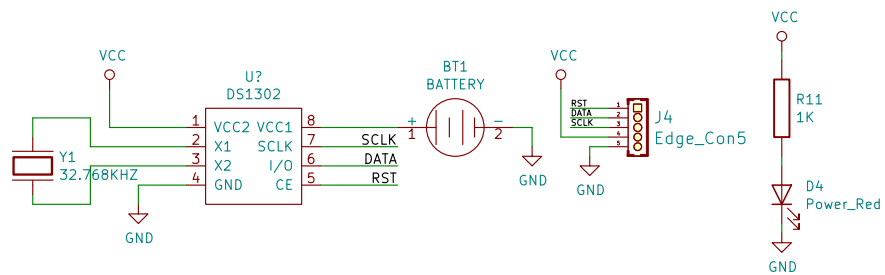 VCC
U?
DS1302
1
VCC2
VCC1
8
2
X1
SCLK
7
SCLK
3
X2
I/O
6
DATA
4
GND
CE
5
RST
Y1
32.768KHZ
GND
BT1
BATTERY
+
1
−
2
GND
VCC
RST
1
DATA
2
SCLK
3
4
5
J4
Edge_Con5
GND
VCC
R11
1K
D4
Power_Red
GND